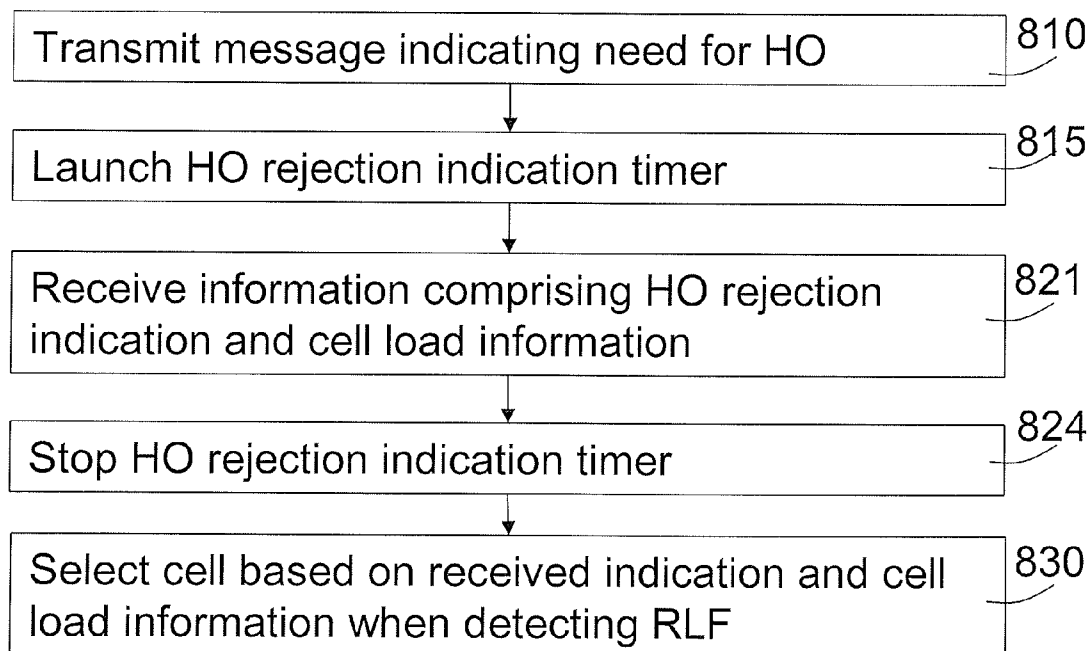 Transmit message indicating need for HO
810
Launch HO rejection indication timer
815
Receive information comprising HO rejection
indication and cell load information
821
Stop HO rejection indication timer
824
Select cell based on received indication and cell
load information when detecting RLF
830